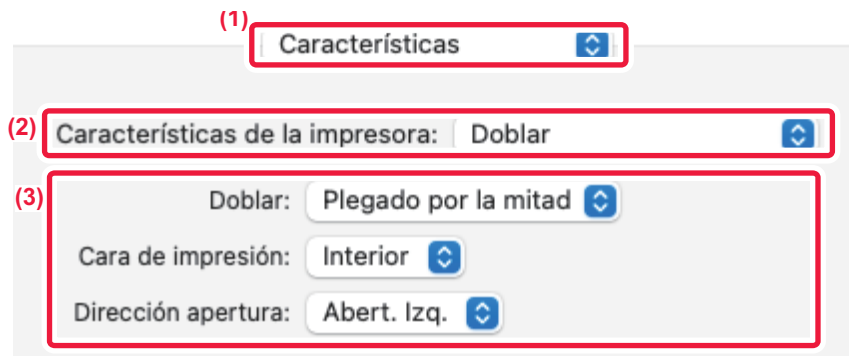 (1)
Características
(2) Características de la impresora: Doblar
(3)
Doblar: Plegado por la mitad
Cara de impresión: Interior
Dirección apertura: Abert. Izq.